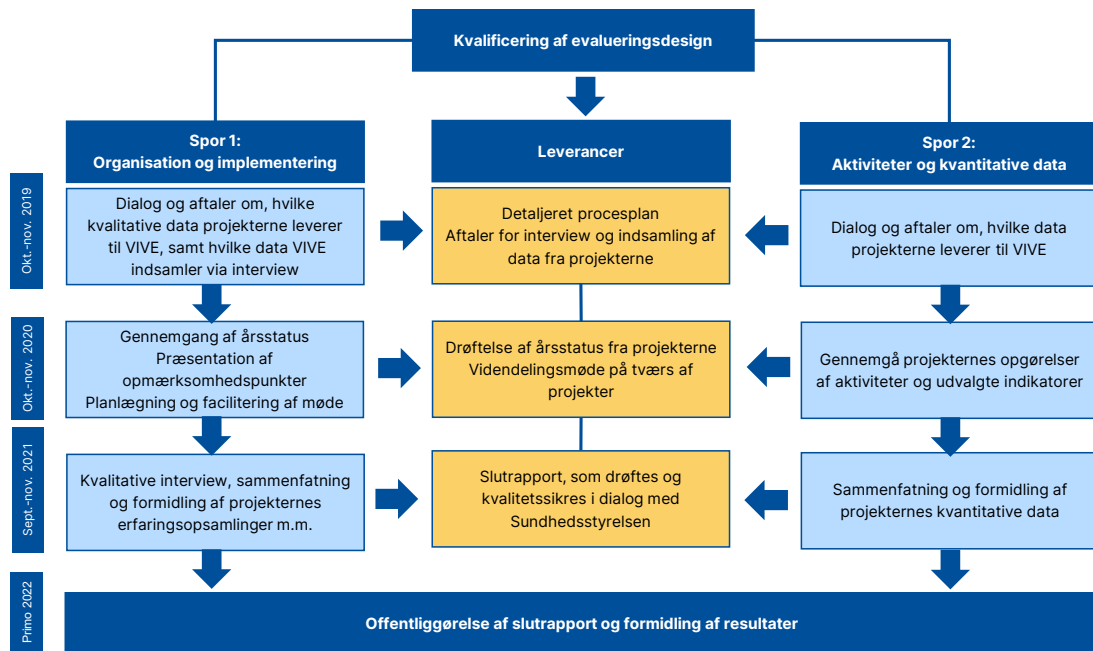 Kvalificering af evalueringsdesign
Spor 1:
Organisation og implementering
Leverancer
Spor 2:
Aktiviteter og kvantitative data
Okt.-nov. 2019
Dialog og aftaler om, hvilke
kvalitative data projekterne leverer
til VIVE, samt hvilke data VIVE
indsamler via interview
Detaljeret procesplan
Aftaler for interview og indsamling af
data fra projekterne
Dialog og aftaler om, hvilke data
projekterne leverer til VIVE
Okt.-nov. 2020
Gennemgang af årsstatus
Præsentation af
opmærksomhedspunkter
Planlægning og facilitering af møde
Drøftelse af årsstatus fra projekterne
Videndelingsmøde på tværs af
projekter
Gennemgå projekternes opgørelser
af aktiviteter og udvalgte indikatorer
Sept.-nov. 2021
Kvalitative interview, sammenfatning
og formidling af projekternes
erfaringsopsamlinger m.m.
Slutrapport, som drøftes og
kvalitetssikres i dialog med
Sundhedsstyrelsen
Sammenfatning og formidling af
projekternes kvantitative data
Primo 2022
Offentliggørelse af slutrapport og formidling af resultater